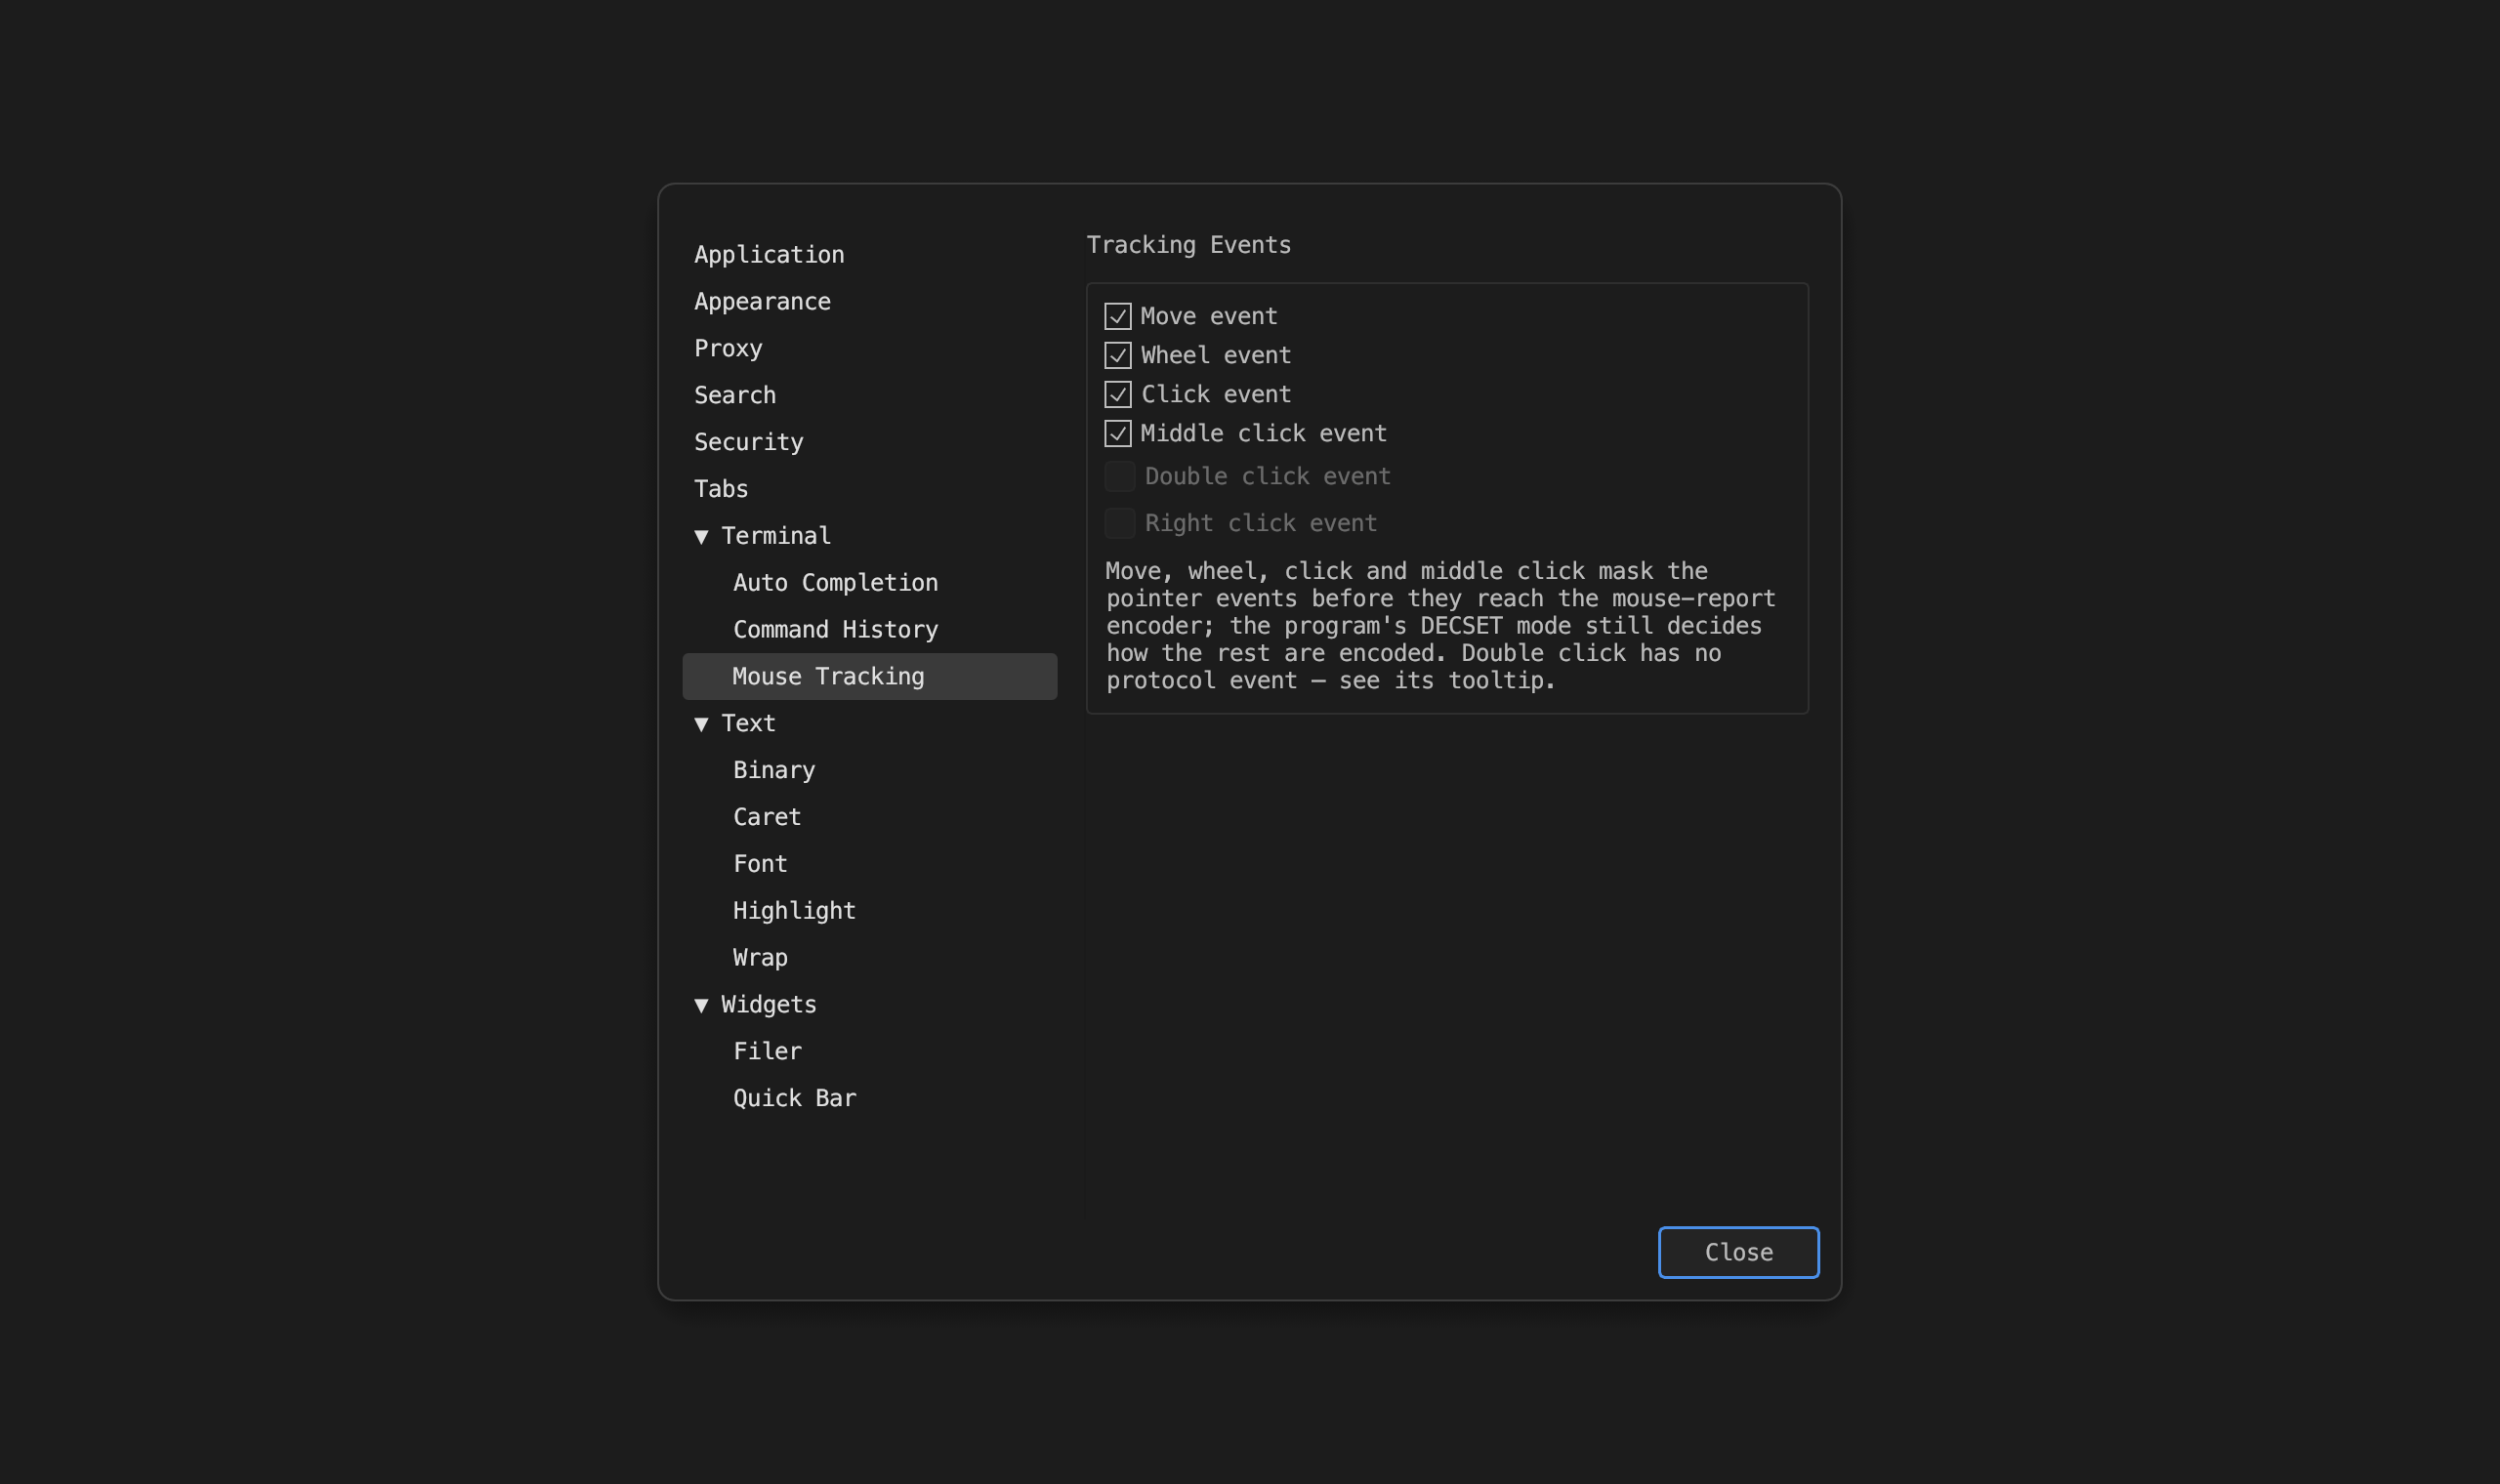 Application
Appearance
Proxy
Search
Security
Tabs
▼ Terminal
Auto Completion
Command History
Mouse Tracking
▼ Text
Binary
Caret
Font
Highlight
Wrap
▼ Widgets
Filer
Quick Bar
Tracking Events
Move event
Wheel event
Click event
Middle click event
Double click event
Right click event
Move, wheel, click and middle click mask the
pointer events before they reach the mouse-report
encoder; the program's DECSET mode still decides
how the rest are encoded. Double click has no
protocol event — see its tooltip.
Close